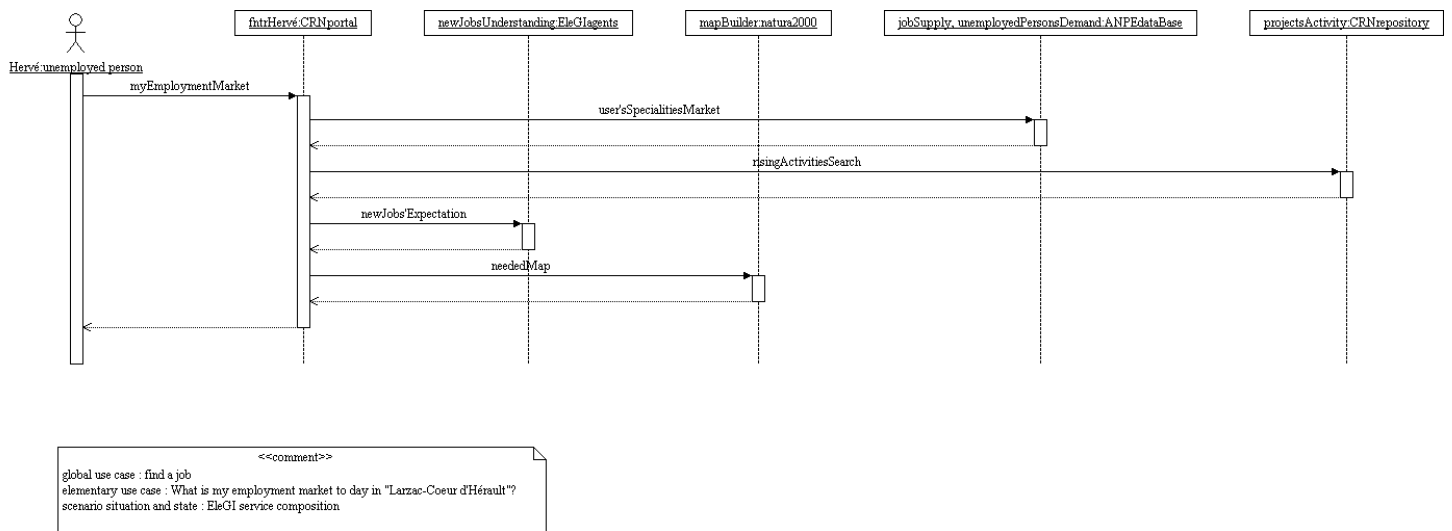 fntrHervé:CRNportal
newJobsUnderstanding:EleGIagents
mapBuilder:natura2000
jobSupply, unemployedPersonsDemand:ANPEdataBase
projectsActivity:CRNrepository
Hervé:unemployed person
myEmploymentMarket
user'sSpecialitiesMarket
risingActivitiesSearch
newJobs'Expectation
neededMap
<<comment>>
global use case : find a job
elementary use case : What is my employment market to day in "Larzac-Coeur d'Hérault"?
scenario situation and state : EleGI service composition